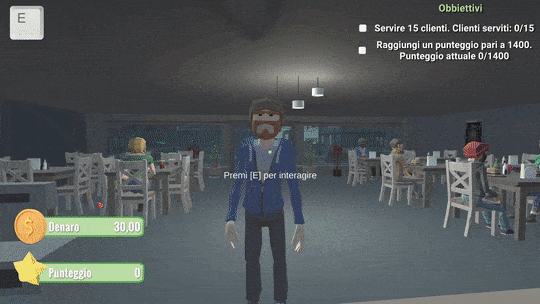 E
Obbiettivi
Servire 15 clienti. Clienti serviti: 0/15
Raggiungi un punteggio pari a 1400.
Punteggio attuale 0/1400
Premi [E] per interagire
Denaro 30,00
Punteggio 0